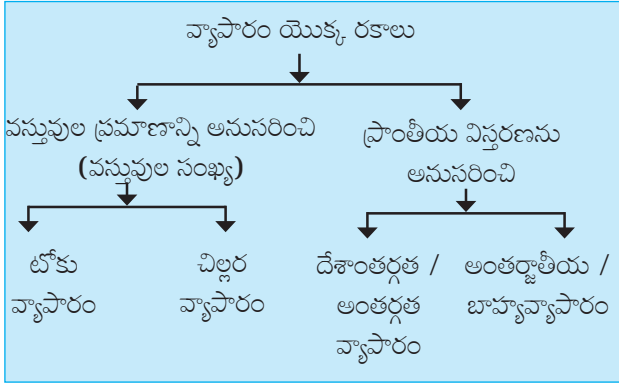 వ్యాపారం యొక్క రకాలు
వస్తువుల ప్రమాణాన్ని అనుసరించి
(వస్తువుల సంఖ్య)
ప్రాంతీయ విస్తరణను
అనుసరించి
టోకు
వ్యాపారం
చిల్లర
వ్యాపారం
దేశాంతర్గత /
అంతర్గత
వ్యాపారం
అంతర్జాతీయ /
బాహ్యవ్యాపారం